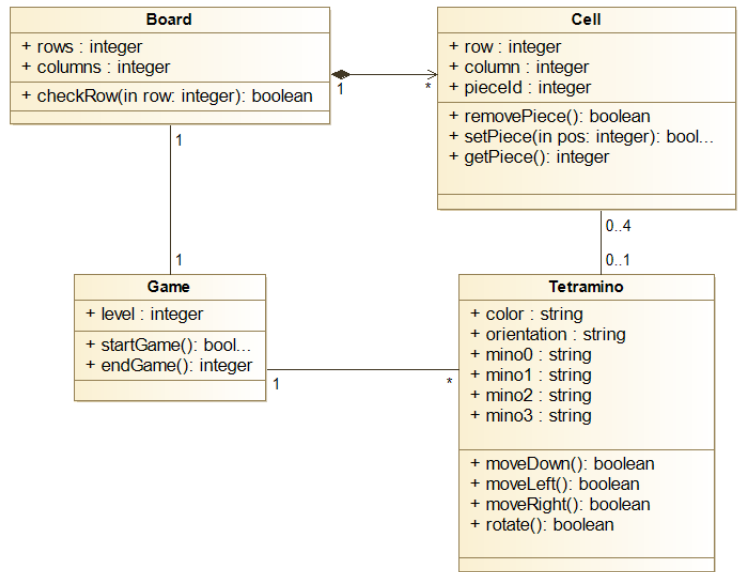 Board
+ rows : integer
+ columns : integer
+ checkRow(in row: integer): boolean
1
*
Cell
+ row : integer
+ column : integer
+ pieceId : integer
+ removePiece(): boolean
+ setPiece(in pos: integer): bool...
+ getPiece(): integer
1
1
0..4
0..1
Game
+ level : integer
+ startGame(): bool...
+ endGame(): integer
1
*
Tetramino
+ color : string
+ orientation : string
+ mino0 : string
+ mino1 : string
+ mino2 : string
+ mino3 : string
+ moveDown(): boolean
+ moveLeft(): boolean
+ moveRight(): boolean
+ rotate(): boolean